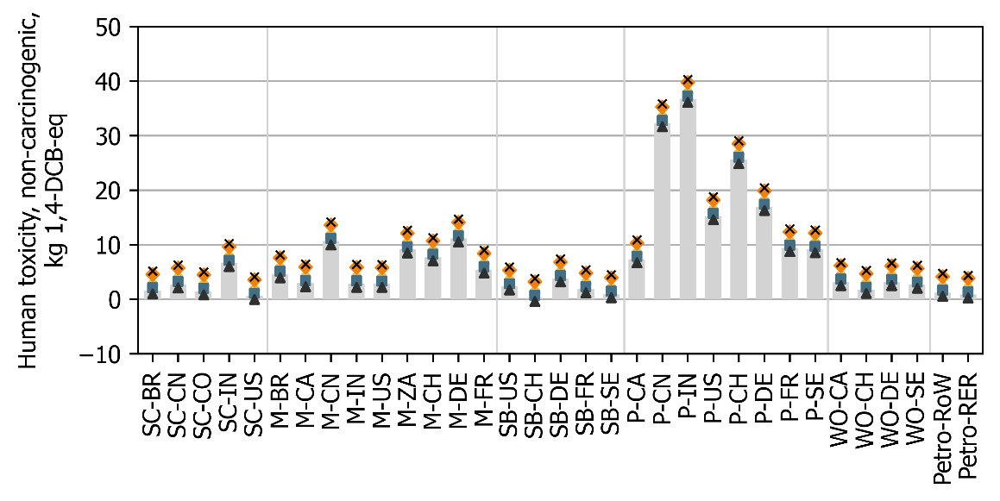 Human toxicity, non-carcinogenic,
kg 1,4-DCB-eq
50
40
30
20
10
0
−10
SC-BR
SC-CN
SC-CO
SC-IN
SC-US
M-BR
M-CA
M-CN
M-IN
M-US
M-ZA
M-CH
M-DE
M-FR
SB-US
SB-CH
SB-DE
SB-FR
SB-SE
P-CA
P-CN
P-IN
P-US
P-CH
P-DE
P-FR
P-SE
WO-CA
WO-CH
WO-DE
WO-SE
Petro-RoW
Petro-RER